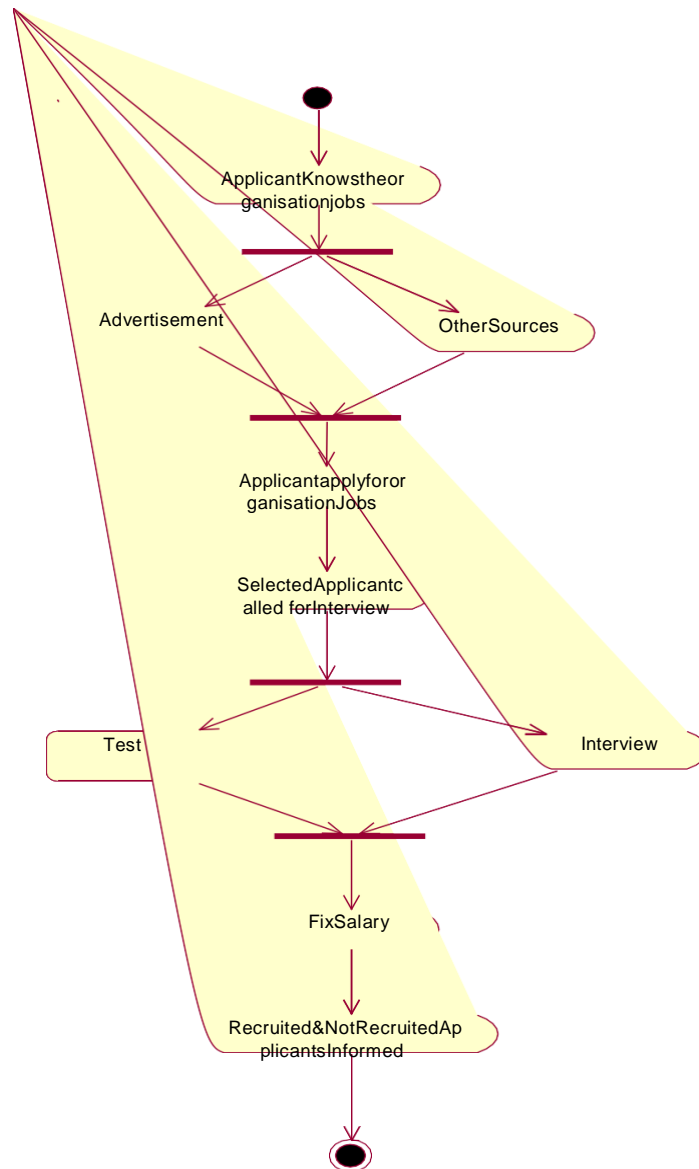 ApplicantKnowstheor
ganisationjobs
Advertisement
OtherSources
Applicantapplyforor
ganisationJobs
SelectedApplicantc
alled forInterview
Test
Interview
FixSalary
Recruited&NotRecruitedAp
plicantsInformed